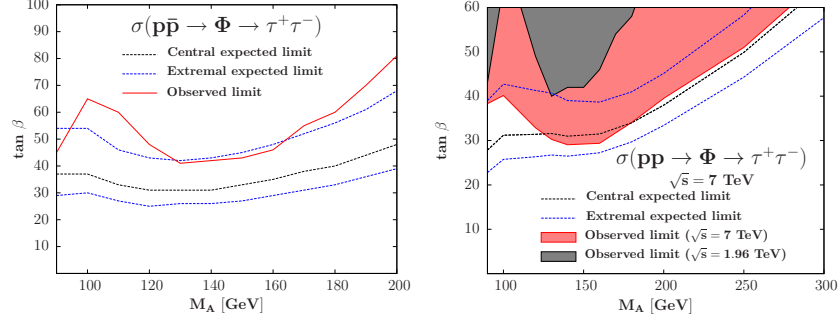 σ(pp̄ → Φ → τ⁺τ⁻)
Central expected limit
Extremal expected limit
Observed limit
100
90
80
70
60
50
40
30
20
10
tan β
100
120
140
160
180
200
M_A [GeV]
60
50
40
30
20
10
0
tan β
σ(pp → Φ → τ⁺τ⁻)
√s = 7 TeV
Central expected limit
Extremal expected limit
Observed limit (√s = 7 TeV)
Observed limit (√s = 1.96 TeV)
100
150
200
250
300
M_A [GeV]